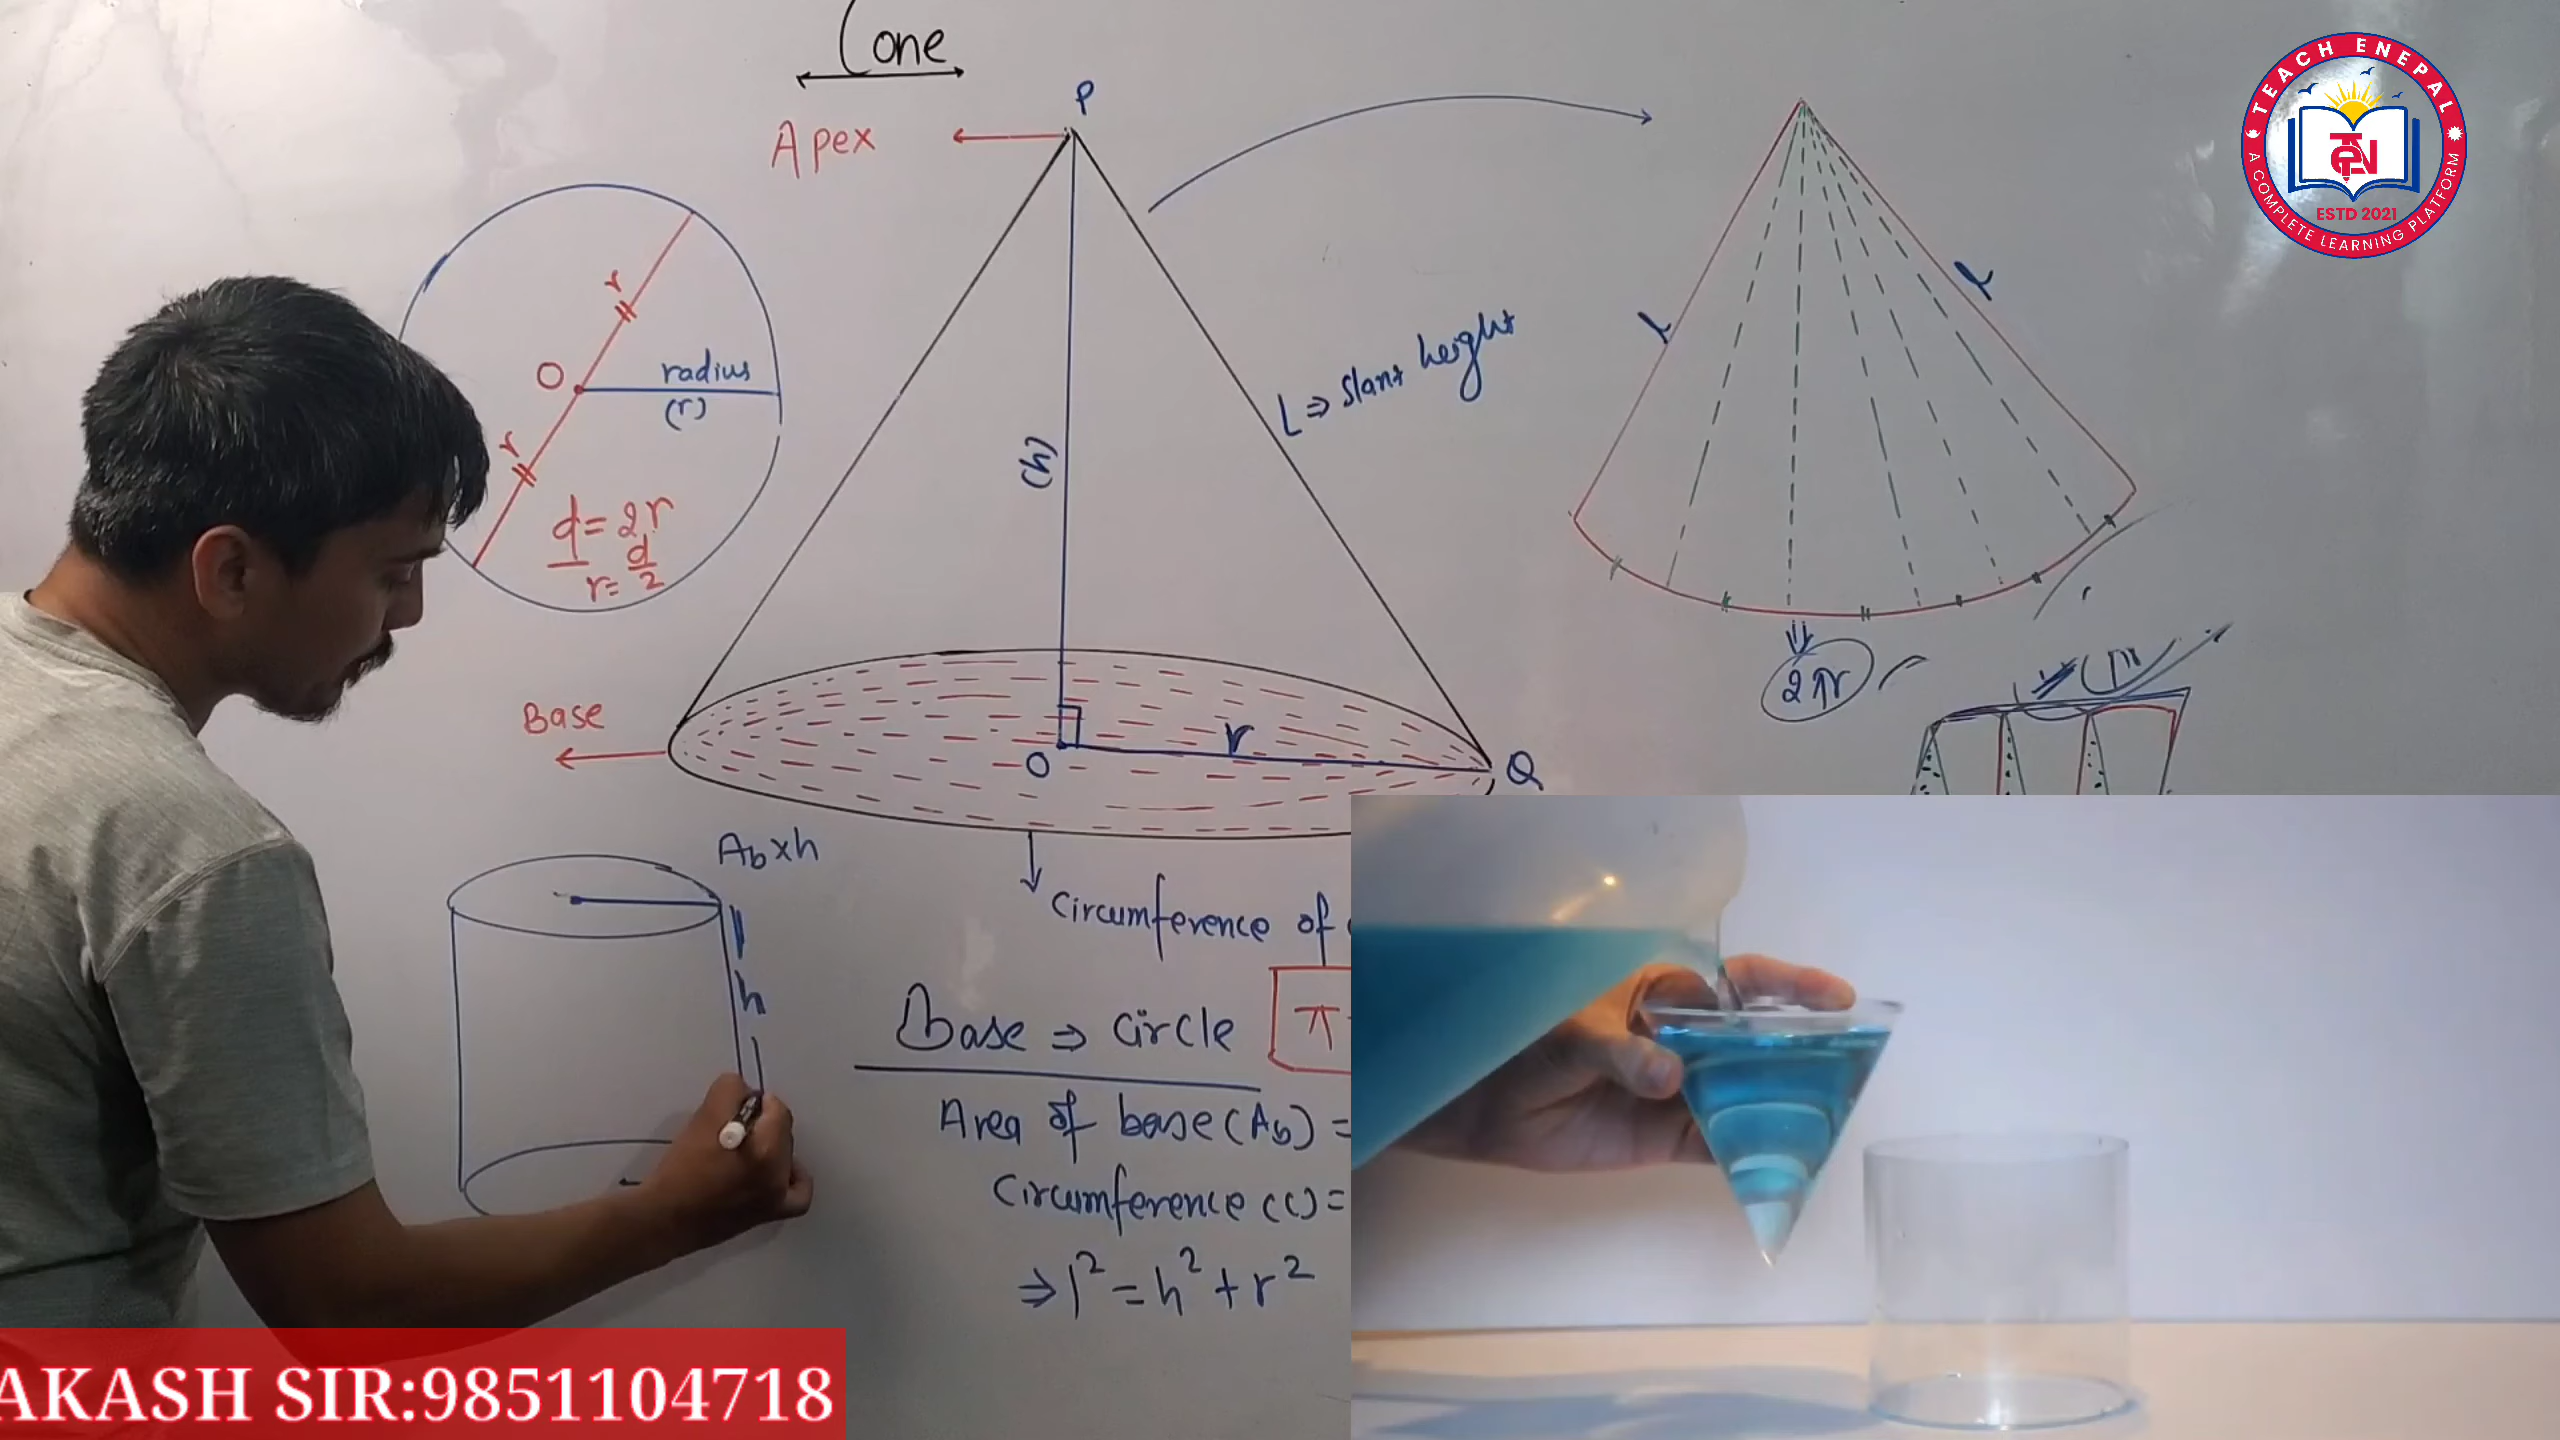 Cone
P
Apex
TEACH ENEPAL
TEN
ESTD 2021
A COMPLETE LEARNING PLATFORM
r
O
radius
(r)
r
d=2r
r=d/2
(h)
L⇒ slant height
l
l
2πr
Base
r
O
Q
Ab×h
h
Circumference of
Base ⇒ Circle
π
Area of base(Ab) =
Circumference (C)=
⇒ l² = h² + r²
AKASH SIR:9851104718